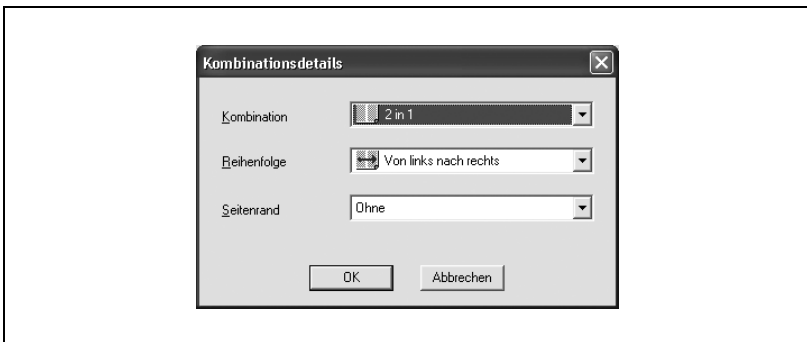 Kombinationsdetails
Kombination 2 in 1
Reihenfolge Von links nach rechts
Seitenrand Ohne
OK Abbrechen